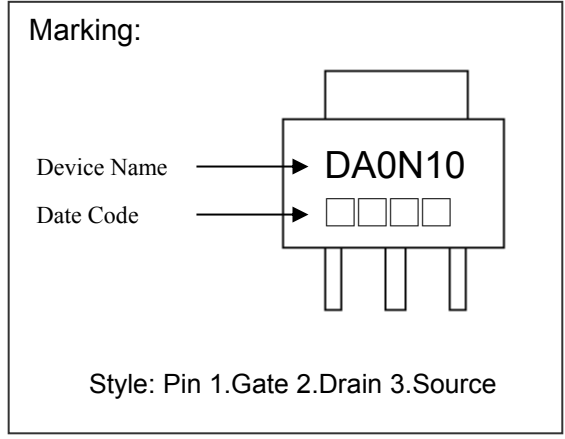 Marking:
Device Name
DA0N10
Date Code
Style: Pin 1.Gate 2.Drain 3.Source